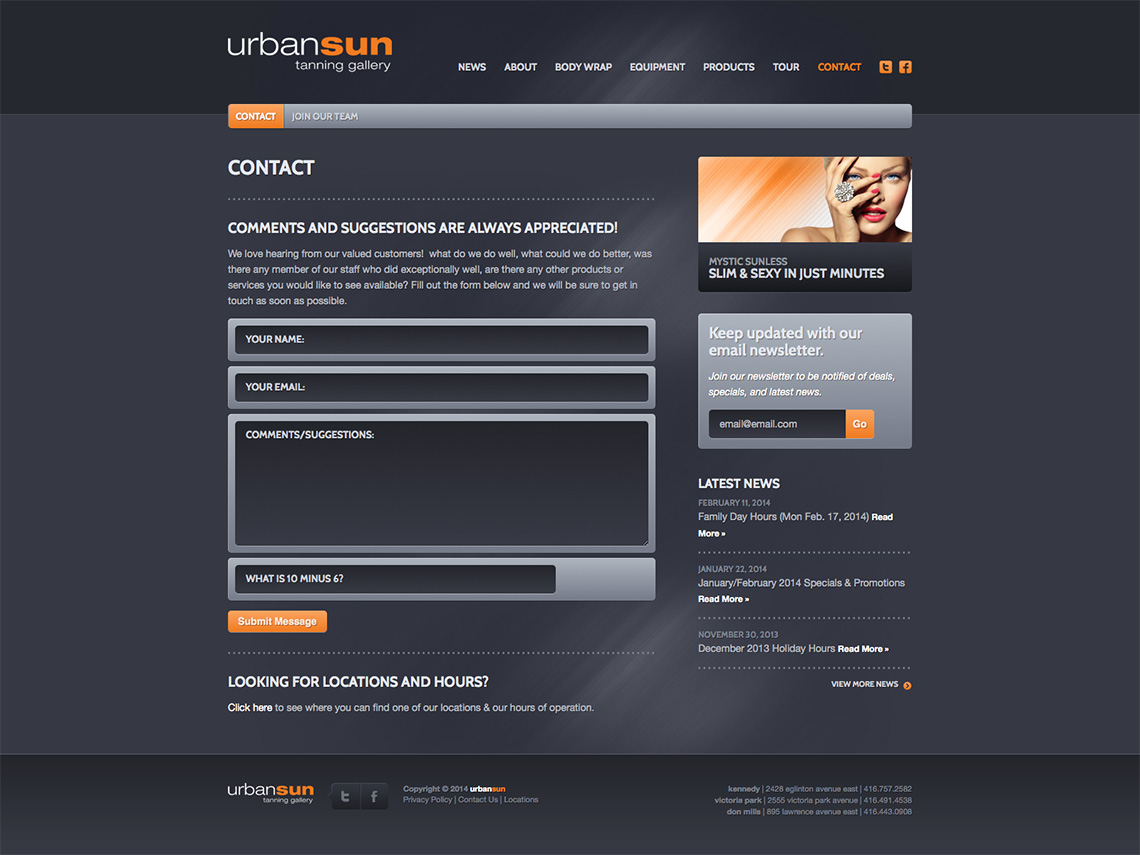 urbansun
tanning gallery
NEWS ABOUT BODY WRAP EQUIPMENT PRODUCTS TOUR CONTACT
CONTACT JOIN OUR TEAM
CONTACT
COMMENTS AND SUGGESTIONS ARE ALWAYS APPRECIATED!
We love hearing from our valued customers! what do we do well, what could we do better, was
there any member of our staff who did exceptionally well, are there any other products or
services you would like to see available? Fill out the form below and we will be sure to get in
touch as soon as possible.
YOUR NAME:
YOUR EMAIL:
COMMENTS/SUGGESTIONS:
WHAT IS 10 MINUS 6?
Submit Message
LOOKING FOR LOCATIONS AND HOURS?
Click here to see where you can find one of our locations & our hours of operation.
MYSTIC SUNLESS
SLIM & SEXY IN JUST MINUTES
Keep updated with our
email newsletter.
Join our newsletter to be notified of deals,
specials, and latest news.
email@email.com Go
LATEST NEWS
FEBRUARY 11, 2014
Family Day Hours (Mon Feb. 17, 2014) Read
More »
JANUARY 22, 2014
January/February 2014 Specials & Promotions
Read More »
NOVEMBER 30, 2013
December 2013 Holiday Hours Read More »
VIEW MORE NEWS
urbansun
tanning gallery
Copyright © 2014 urbansun
Privacy Policy | Contact Us | Locations
kennedy | 2428 eglinton avenue east | 416.757.2582
victoria park | 2555 victoria park avenue | 416.491.4538
don mills | 895 lawrence avenue east | 416.443.0908